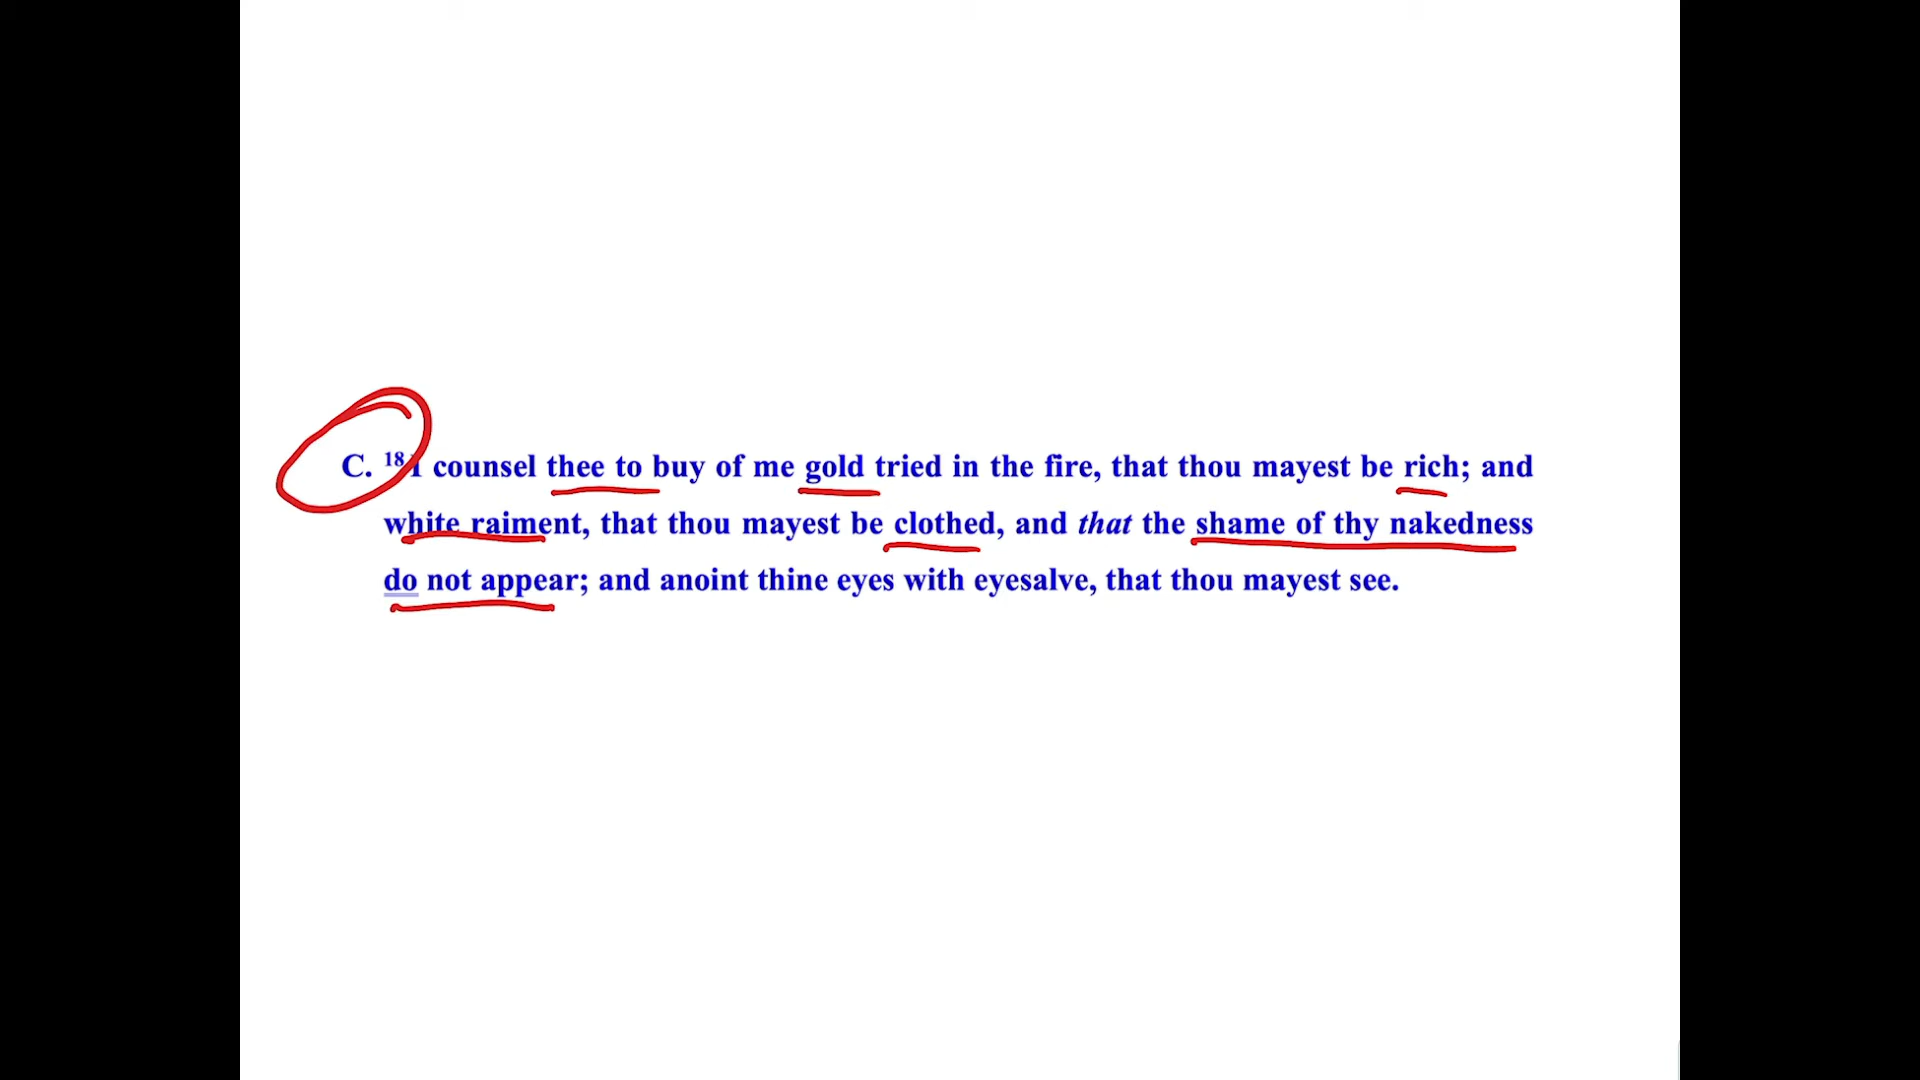 C. 18 I counsel thee to buy of me gold tried in the fire, that thou mayest be rich; and
white raiment, that thou mayest be clothed, and that the shame of thy nakedness
do not appear; and anoint thine eyes with eyesalve, that thou mayest see.